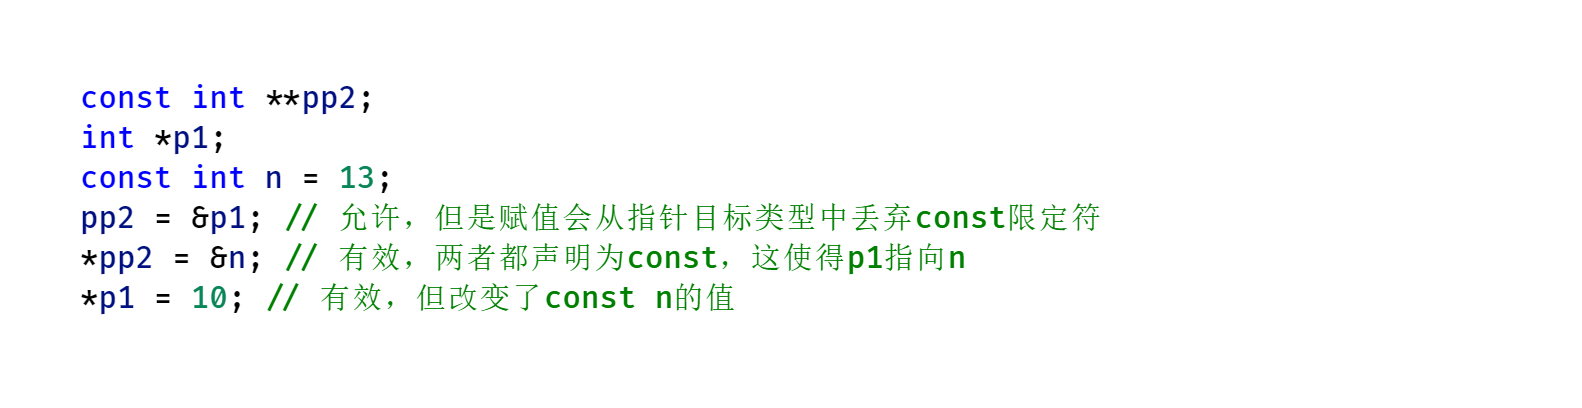 const int **pp2;
int *p1;
const int n = 13;
pp2 = &p1; // 允许，但是赋值会从指针目标类型中丢弃const限定符
*pp2 = &n; // 有效，两者都声明为const，这使得p1指向n
*p1 = 10; // 有效，但改变了const n的值